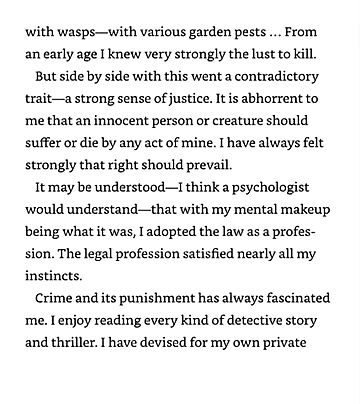 with wasps—with various garden pests … From
an early age I knew very strongly the lust to kill.
But side by side with this went a contradictory
trait—a strong sense of justice. It is abhorrent to
me that an innocent person or creature should
suffer or die by any act of mine. I have always felt
strongly that right should prevail.
It may be understood—I think a psychologist
would understand—that with my mental makeup
being what it was, I adopted the law as a profes-
sion. The legal profession satisfied nearly all my
instincts.
Crime and its punishment has always fascinated
me. I enjoy reading every kind of detective story
and thriller. I have devised for my own private